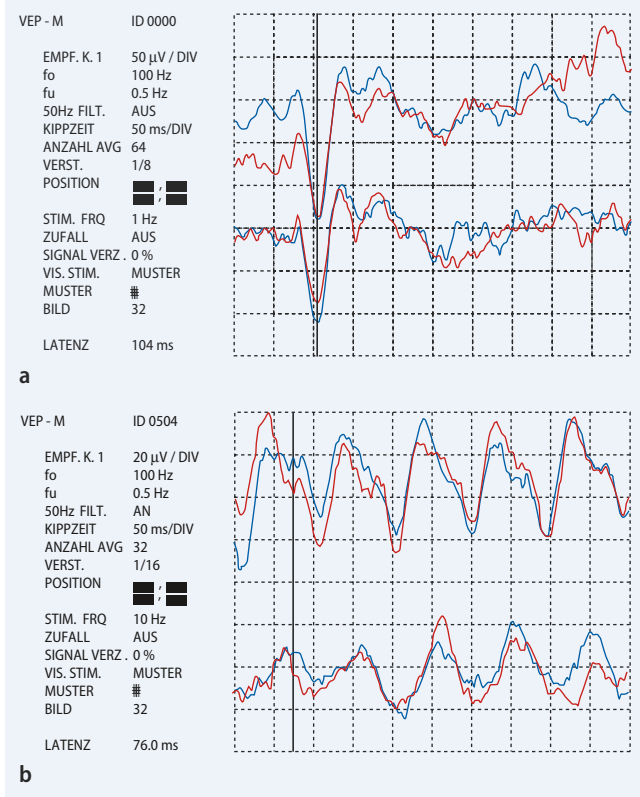 VEP - M ID 0000
EMPF. K. 1 50 µV / DIV
fo 100 Hz
fu 0.5 Hz
50Hz FILT. AUS
KIPPZEIT 50 ms/DIV
ANZAHL AVG 64
VERST. 1/8
POSITION , 
,
STIM. FRQ 1 Hz
ZUFALL AUS
SIGNAL VERZ . 0 %
VIS. STIM. MUSTER
MUSTER #
BILD 32
LATENZ 104 ms
a
VEP - M ID 0504
EMPF. K. 1 20 µV / DIV
fo 100 Hz
fu 0.5 Hz
50Hz FILT. AN
KIPPZEIT 50 ms/DIV
ANZAHL AVG 32
VERST. 1/16
POSITION ,
,
STIM. FRQ 10 Hz
ZUFALL AUS
SIGNAL VERZ . 0 %
VIS. STIM. MUSTER
MUSTER #
BILD 32
LATENZ 76.0 ms
b